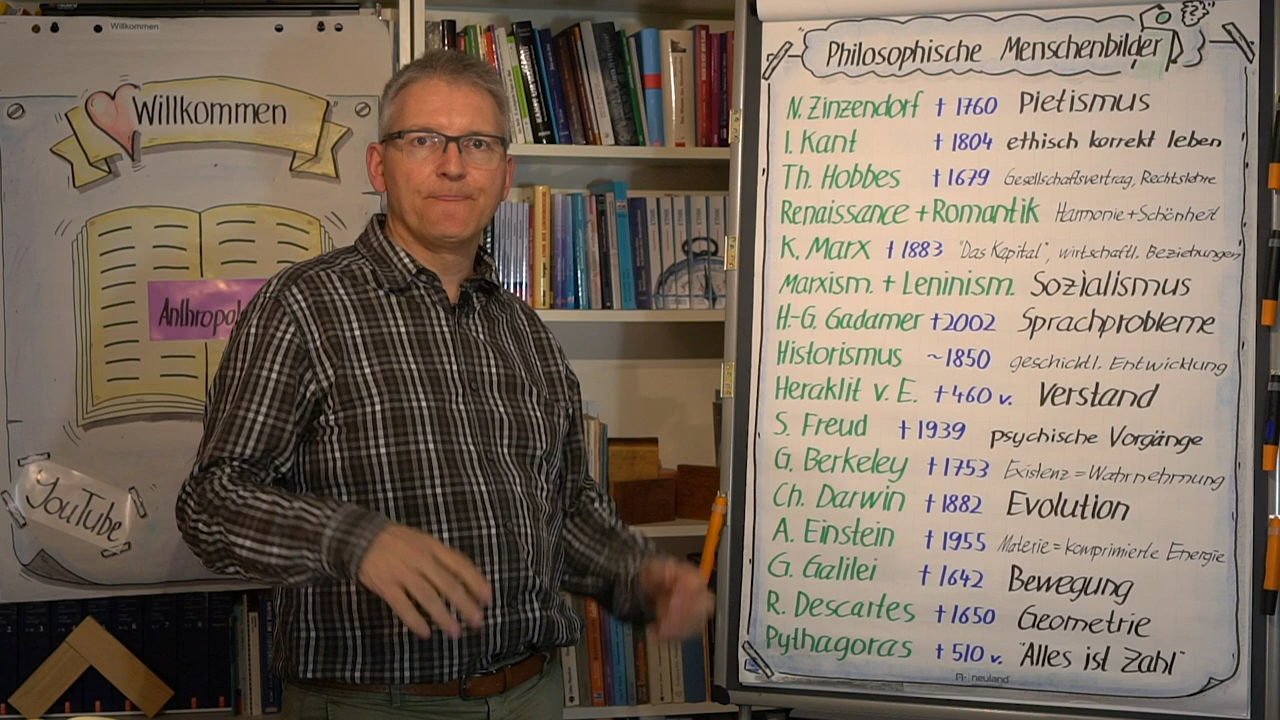 Willkommen
Willkommen
Anthropol
YouTube
Philosophische Menschenbilder
N. Zinzendorf † 1760 Pietismus
I. Kant † 1804 ethisch korrekt leben
Th. Hobbes † 1679 Gesellschaftsvertrag, Rechtslehre
Renaissance + Romantik Harmonie + Schönheit
K. Marx † 1883 "Das Kapital", wirtschaftl. Beziehungen
Marxism. + Leninism. Sozialismus
H.-G. Gadamer † 2002 Sprachprobleme
Historismus ~1850 geschichtl. Entwicklung
Heraklit v. E. † 460 v. Verstand
S. Freud † 1939 psychische Vorgänge
G. Berkeley † 1753 Existenz = Wahrnehmung
Ch. Darwin † 1882 Evolution
A. Einstein † 1955 Materie = komprimierte Energie
G. Galilei † 1642 Bewegung
R. Descartes † 1650 Geometrie
Pythagoras † 510 v. "Alles ist Zahl"
neuland